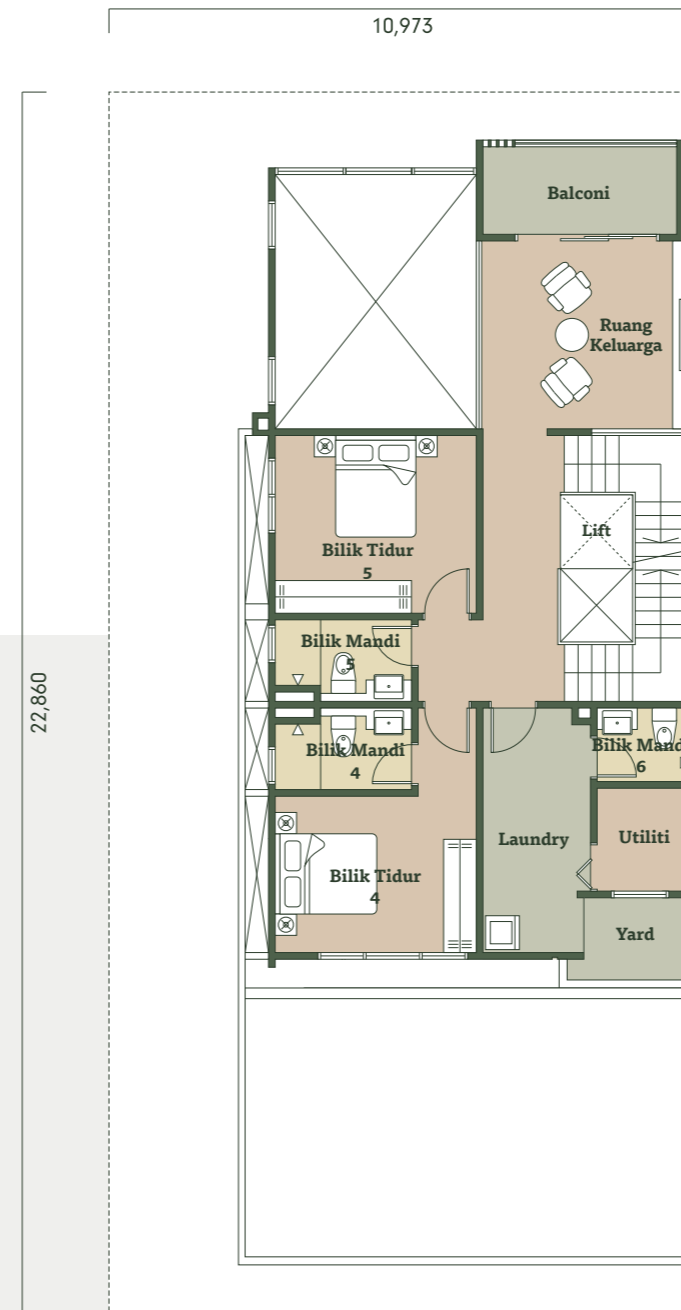 10,973
Balconi
Ruang
Keluarga
Lift
Bilik Tidur
5
Bilik Mandi
5
22,860
Bilik Mandi
4
Bilik Mand
6
Laundry
Utiliti
Bilik Tidur
4
Yard